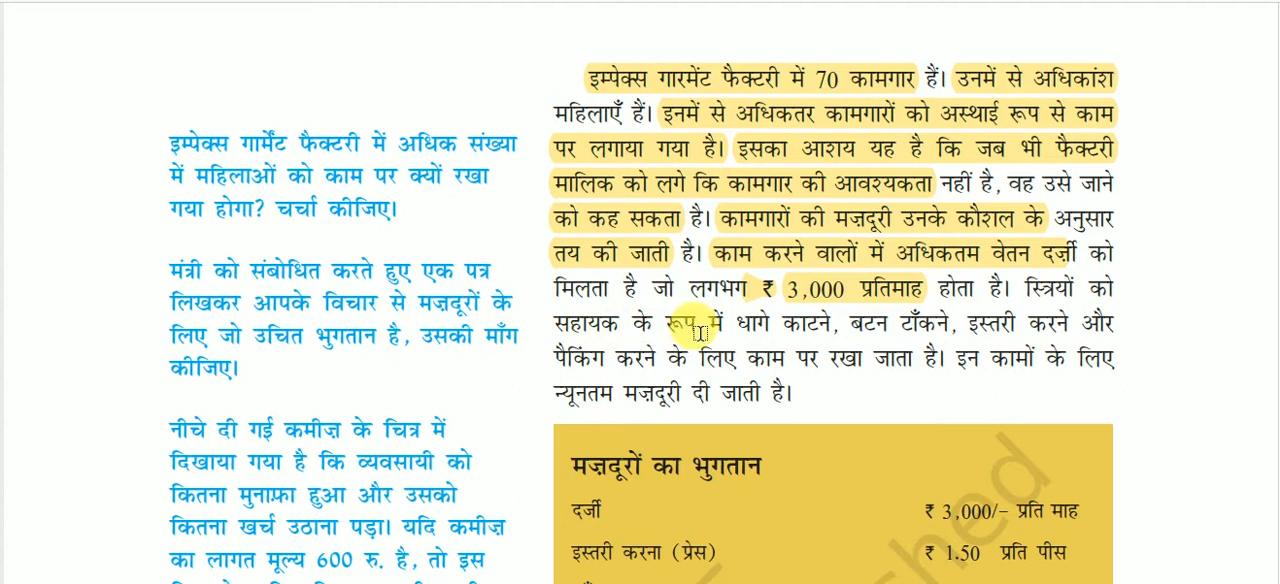 इम्पेक्स गार्मेंट फैक्टरी में अधिक संख्या
में महिलाओं को काम पर क्यों रखा
गया होगा? चर्चा कीजिए।
मंत्री को संबोधित करते हुए एक पत्र
लिखकर आपके विचार से मज़दूरों के
लिए जो उचित भुगतान है, उसकी माँग
कीजिए।
नीचे दी गई कमीज़ के चित्र में
दिखाया गया है कि व्यवसायी को
कितना मुनाफ़ा हुआ और उसको
कितना खर्च उठाना पड़ा। यदि कमीज़
का लागत मूल्य 600 रु. है, तो इस
इम्पेक्स गारमेंट फैक्टरी में 70 कामगार हैं। उनमें से अधिकांश
महिलाएँ हैं। इनमें से अधिकतर कामगारों को अस्थाई रूप से काम
पर लगाया गया है। इसका आशय यह है कि जब भी फैक्टरी
मालिक को लगे कि कामगार की आवश्यकता नहीं है, वह उसे जाने
को कह सकता है। कामगारों की मज़दूरी उनके कौशल के अनुसार
तय की जाती है। काम करने वालों में अधिकतम वेतन दर्ज़ी को
मिलता है जो लगभग ₹ 3,000 प्रतिमाह होता है। स्त्रियों को
सहायक के रूप में धागे काटने, बटन टाँकने, इस्तरी करने और
पैकिंग करने के लिए काम पर रखा जाता है। इन कामों के लिए
न्यूनतम मज़दूरी दी जाती है।
मज़दूरों का भुगतान
दर्जी ₹ 3,000/- प्रति माह
इस्तरी करना (प्रेस) ₹ 1.50 प्रति पीस